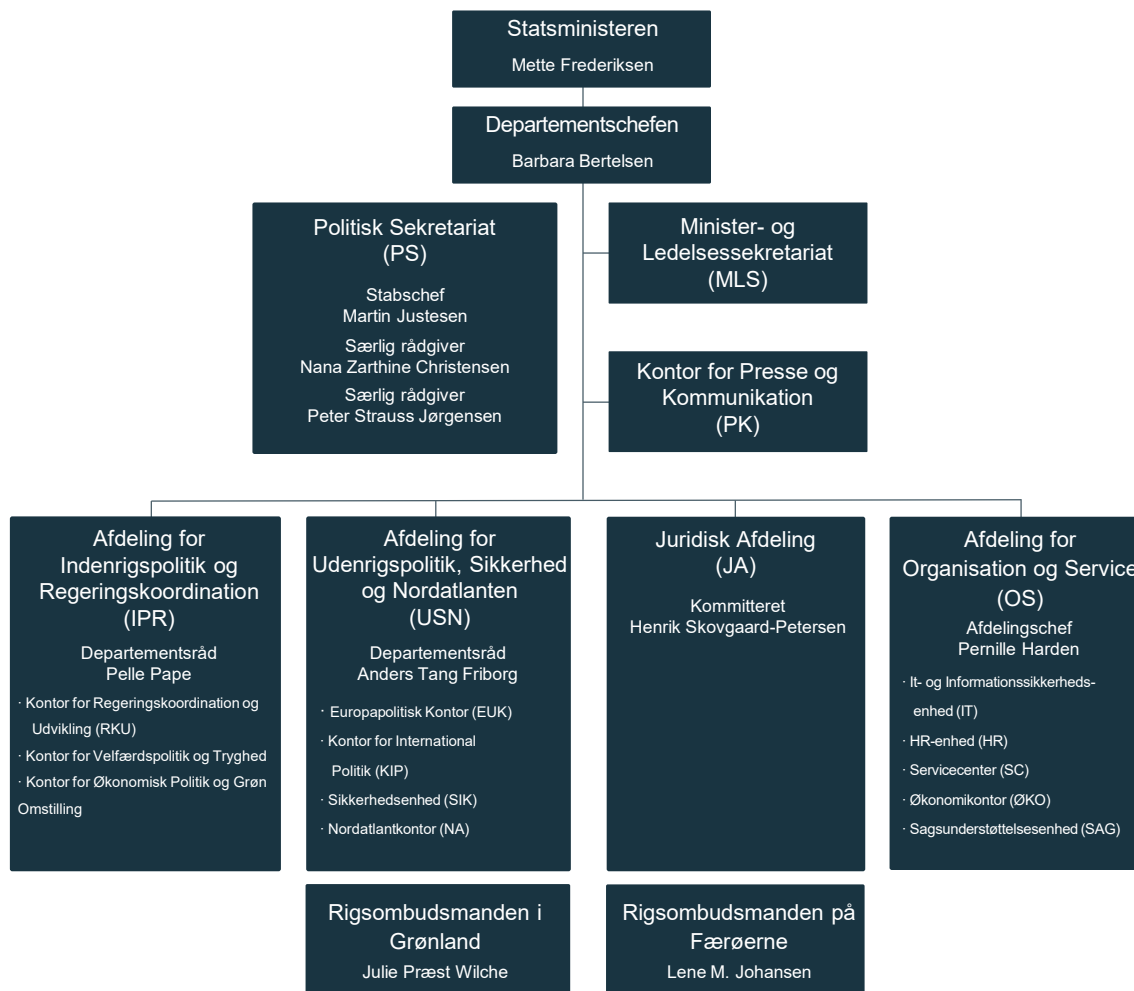 Statsministeren
Mette Frederiksen
Departementschefen
Barbara Bertelsen
Politisk Sekretariat
(PS)
Stabschef
Martin Justesen
Særlig rådgiver
Nana Zarthine Christensen
Særlig rådgiver
Peter Strauss Jørgensen
Minister- og
Ledelsessekretariat
(MLS)
Kontor for Presse og
Kommunikation
(PK)
Afdeling for
Indenrigspolitik og
Regeringskoordination
(IPR)
Departementsråd
Pelle Pape
· Kontor for Regeringskoordination og
Udvikling (RKU)
· Kontor for Velfærdspolitik og Tryghed
· Kontor for Økonomisk Politik og Grøn
Omstilling
Afdeling for
Udenrigspolitik, Sikkerhed
og Nordatlanten
(USN)
Departementsråd
Anders Tang Friborg
· Europapolitisk Kontor (EUK)
· Kontor for International
Politik (KIP)
· Sikkerhedsenhed (SIK)
· Nordatlantkontor (NA)
Juridisk Afdeling
(JA)
Kommitteret
Henrik Skovgaard-Petersen
Afdeling for
Organisation og Service
(OS)
Afdelingschef
Pernille Harden
· It- og Informationssikkerheds-
enhed (IT)
· HR-enhed (HR)
· Servicecenter (SC)
· Økonomikontor (ØKO)
· Sagsunderstøttelsesenhed (SAG)
Rigsombudsmanden i
Grønland
Julie Præst Wilche
Rigsombudsmanden på
Færøerne
Lene M. Johansen